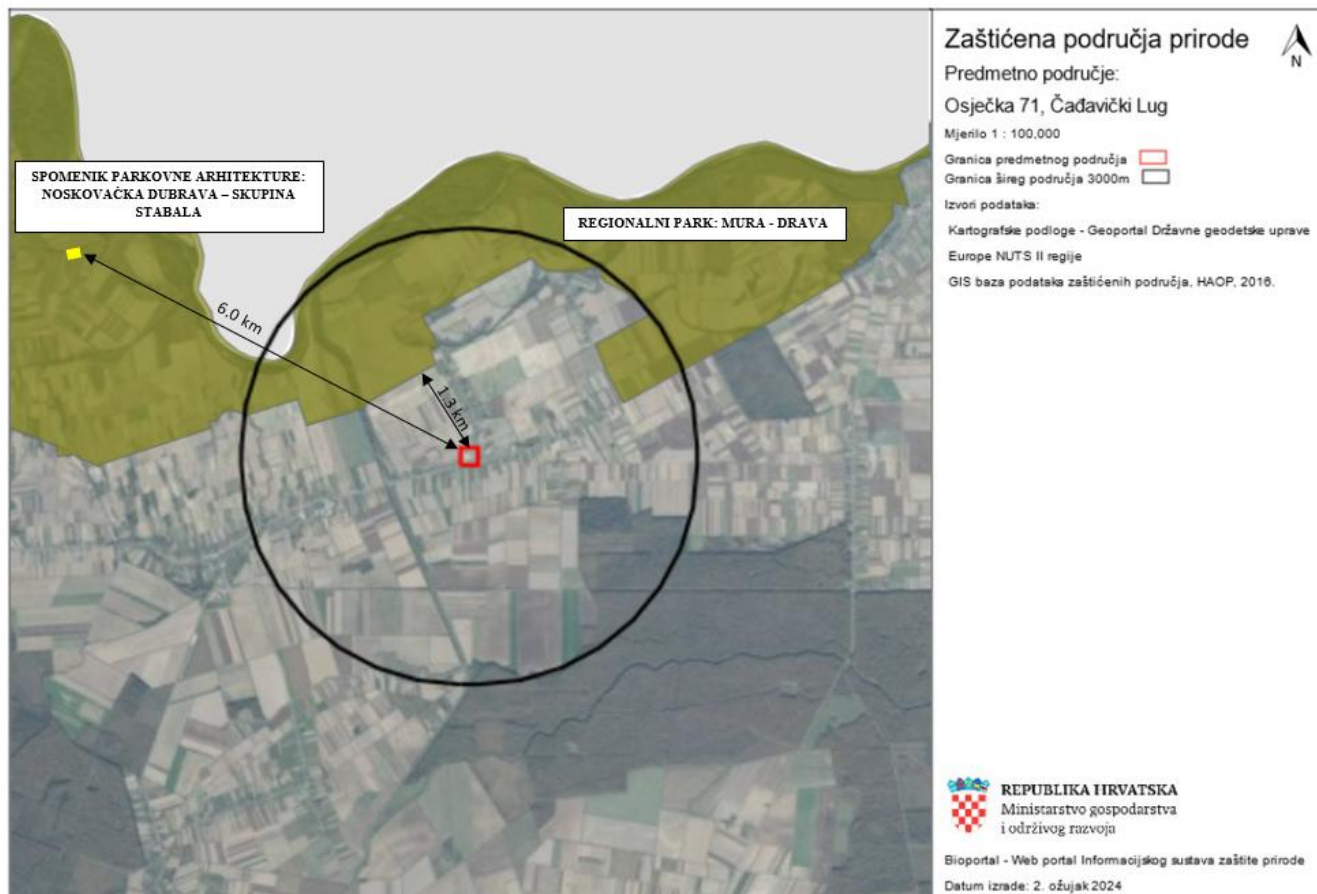 SPOMENIK PARKOVNE ARHITEKTURE:
NOSKOVAČKA DUBRAVA – SKUPINA
STABALA
REGIONALNI PARK: MURA - DRAVA
6.0 km
1.3 km
Zaštićena područja prirode
N
Predmetno područje:
Osječka 71, Čađavički Lug
Mjerilo 1 : 100,000
Granica predmetnog područja
Granica šireg područja 3000m
Izvori podataka:
Kartografske podloge - Geoportal Državne geodetske uprave
Europe NUTS II regije
GIS baza podataka zaštićenih područja, HAOP, 2016.
REPUBLIKA HRVATSKA
Ministarstvo gospodarstva
i održivog razvoja
Bioportal - Web portal Informacijskog sustava zaštite prirode
Datum izrade: 2. ožujak 2024